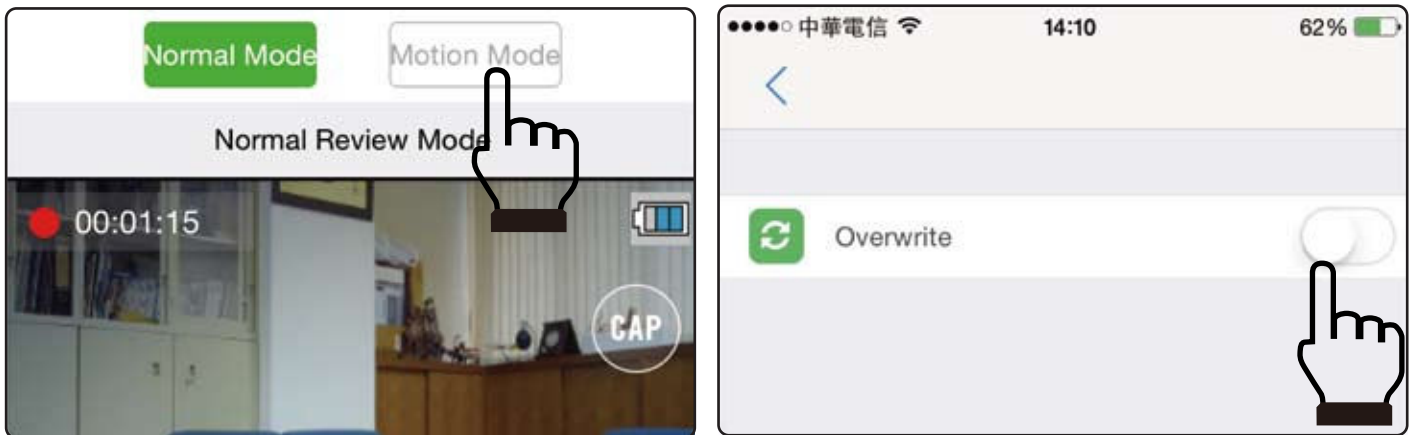 Normal Mode
Motion Mode
Normal Review Mode
00:01:15
CAP
中華電信
14:10
62%
Overwrite